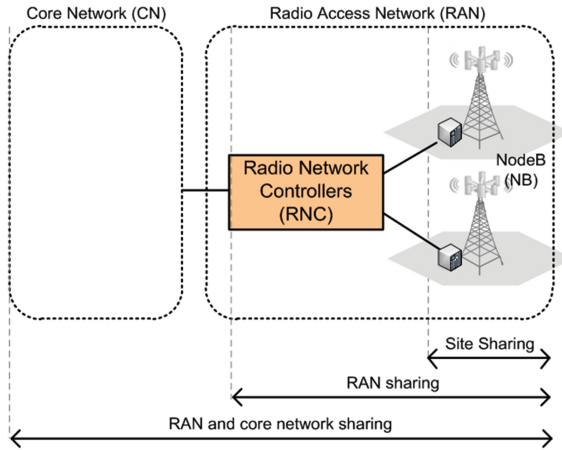 Core Network (CN)
Radio Access Network (RAN)
Radio Network
Controllers
(RNC)
NodeB
(NB)
Site Sharing
RAN sharing
RAN and core network sharing